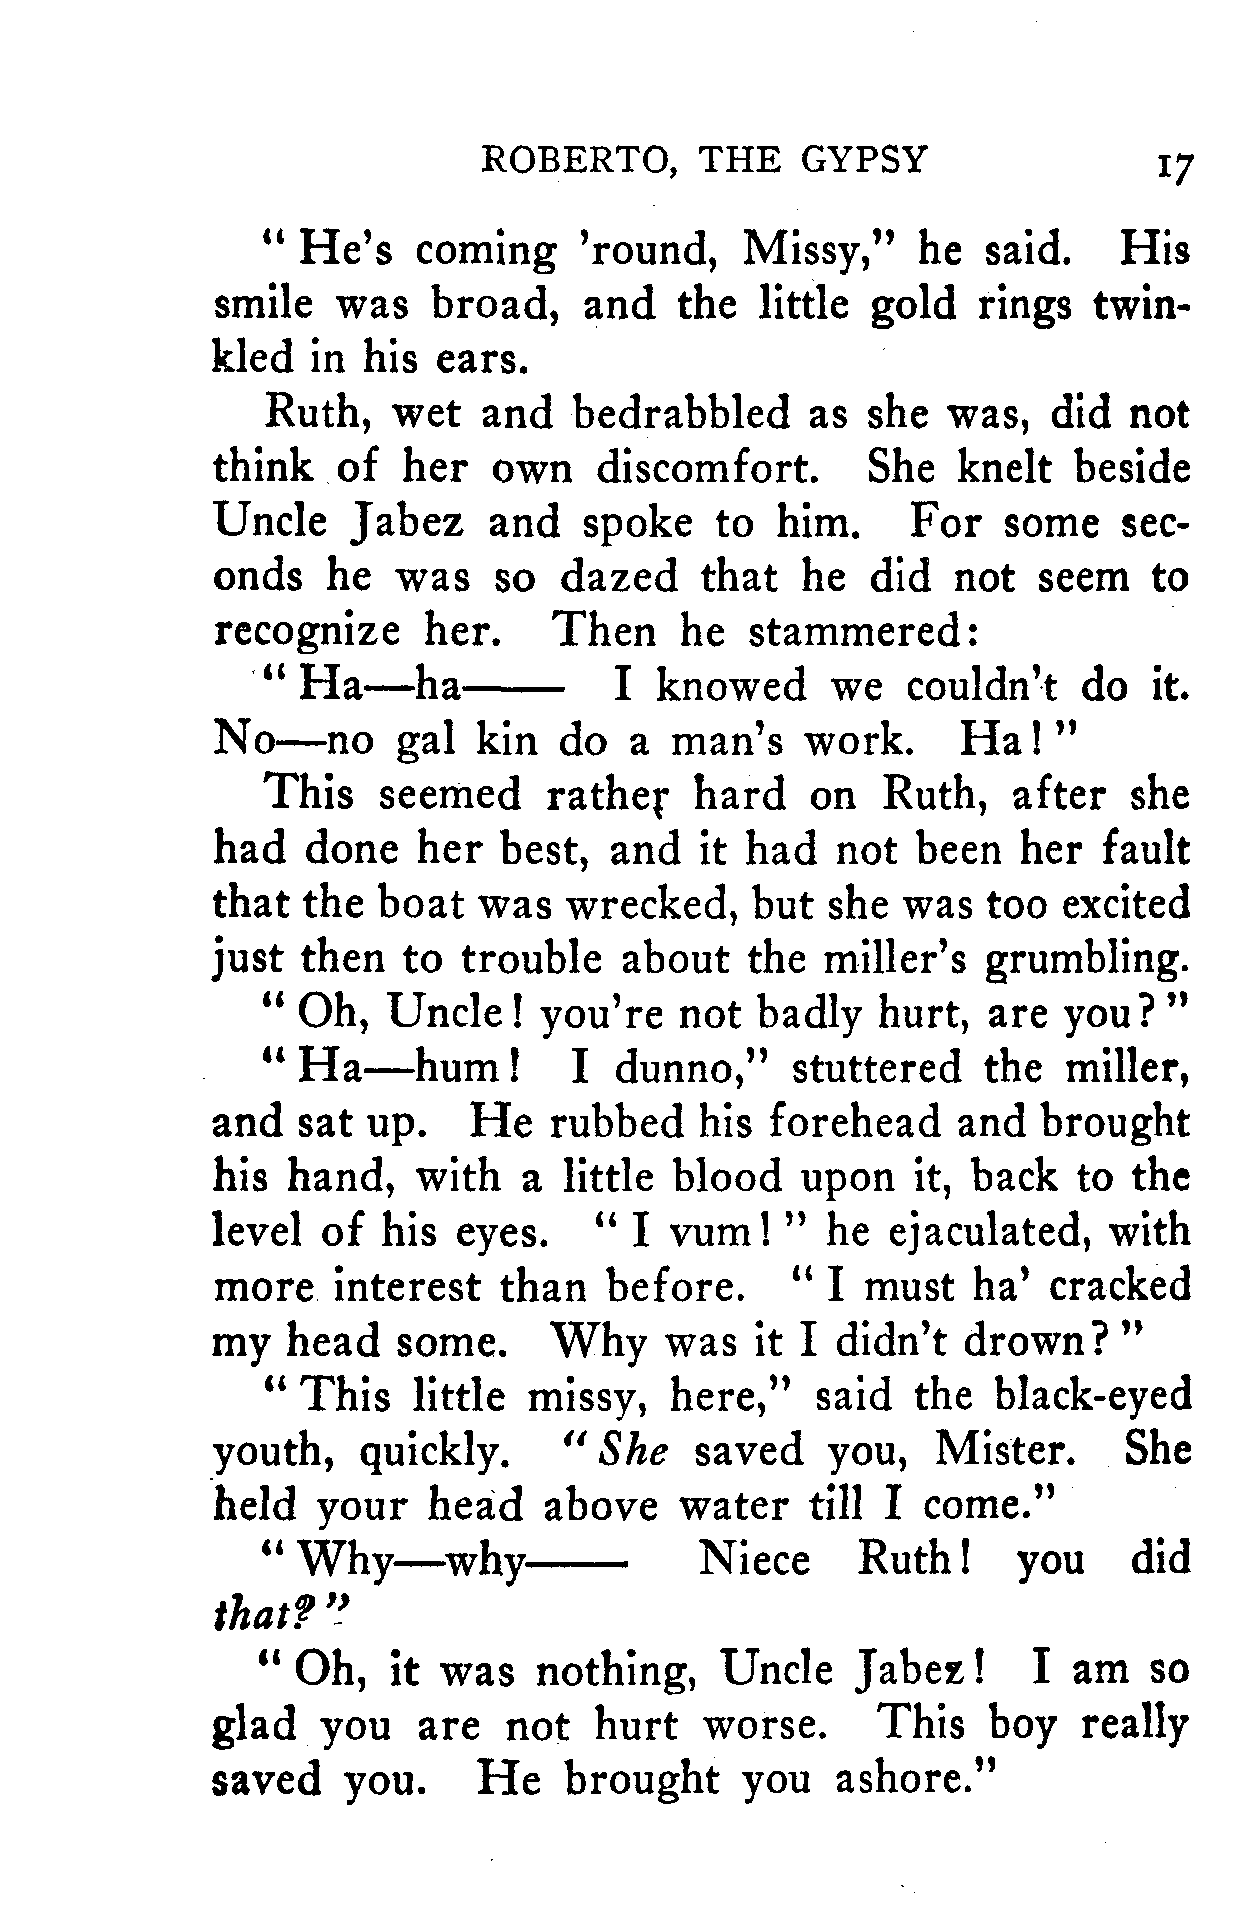 ROBERTO, THE GYPSY 17
" He's coming 'round, Missy," he said. His
smile was broad, and the little gold rings twin-
kled in his ears.
Ruth, wet and bedrabbled as she was, did not
think of her own discomfort. She knelt beside
Uncle Jabez and spoke to him. For some sec-
onds he was so dazed that he did not seem to
recognize her. Then he stammered:
" Ha—ha—— I knowed we couldn't do it.
No—no gal kin do a man's work. Ha! "
This seemed rather hard on Ruth, after she
had done her best, and it had not been her fault
that the boat was wrecked, but she was too excited
just then to trouble about the miller's grumbling.
" Oh, Uncle! you're not badly hurt, are you? "
" Ha—hum! I dunno," stuttered the miller,
and sat up. He rubbed his forehead and brought
his hand, with a little blood upon it, back to the
level of his eyes. " I vum! " he ejaculated, with
more interest than before. " I must ha' cracked
my head some. Why was it I didn't drown? "
" This little missy, here," said the black-eyed
youth, quickly. " She saved you, Mister. She
held your head above water till I come."
" Why—why—— Niece Ruth! you did
that? "
" Oh, it was nothing, Uncle Jabez! I am so
glad you are not hurt worse. This boy really
saved you. He brought you ashore."